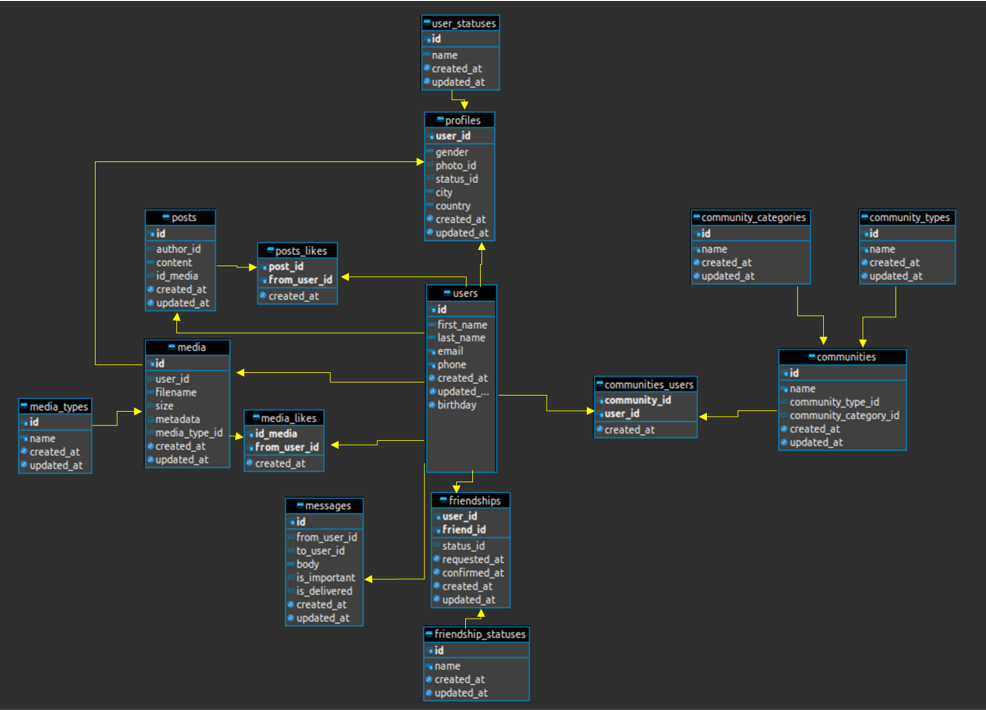 user_statuses
id
name
created_at
updated_at
profiles
user_id
gender
photo_id
status_id
city
country
created_at
updated_at
posts
id
author_id
content
id_media
created_at
updated_at
posts_likes
post_id
from_user_id
created_at
community_categories
id
name
created_at
updated_at
community_types
id
name
created_at
updated_at
users
id
first_name
last_name
email
phone
created_at
updated_...
birthday
media
id
user_id
filename
size
metadata
media_type_id
created_at
updated_at
communities
id
name
community_type_id
community_category_id
created_at
updated_at
communities_users
community_id
user_id
created_at
media_types
id
name
created_at
updated_at
media_likes
id_media
from_user_id
created_at
messages
id
from_user_id
to_user_id
body
is_important
is_delivered
created_at
updated_at
friendships
user_id
friend_id
status_id
requested_at
confirmed_at
created_at
updated_at
friendship_statuses
id
name
created_at
updated_at